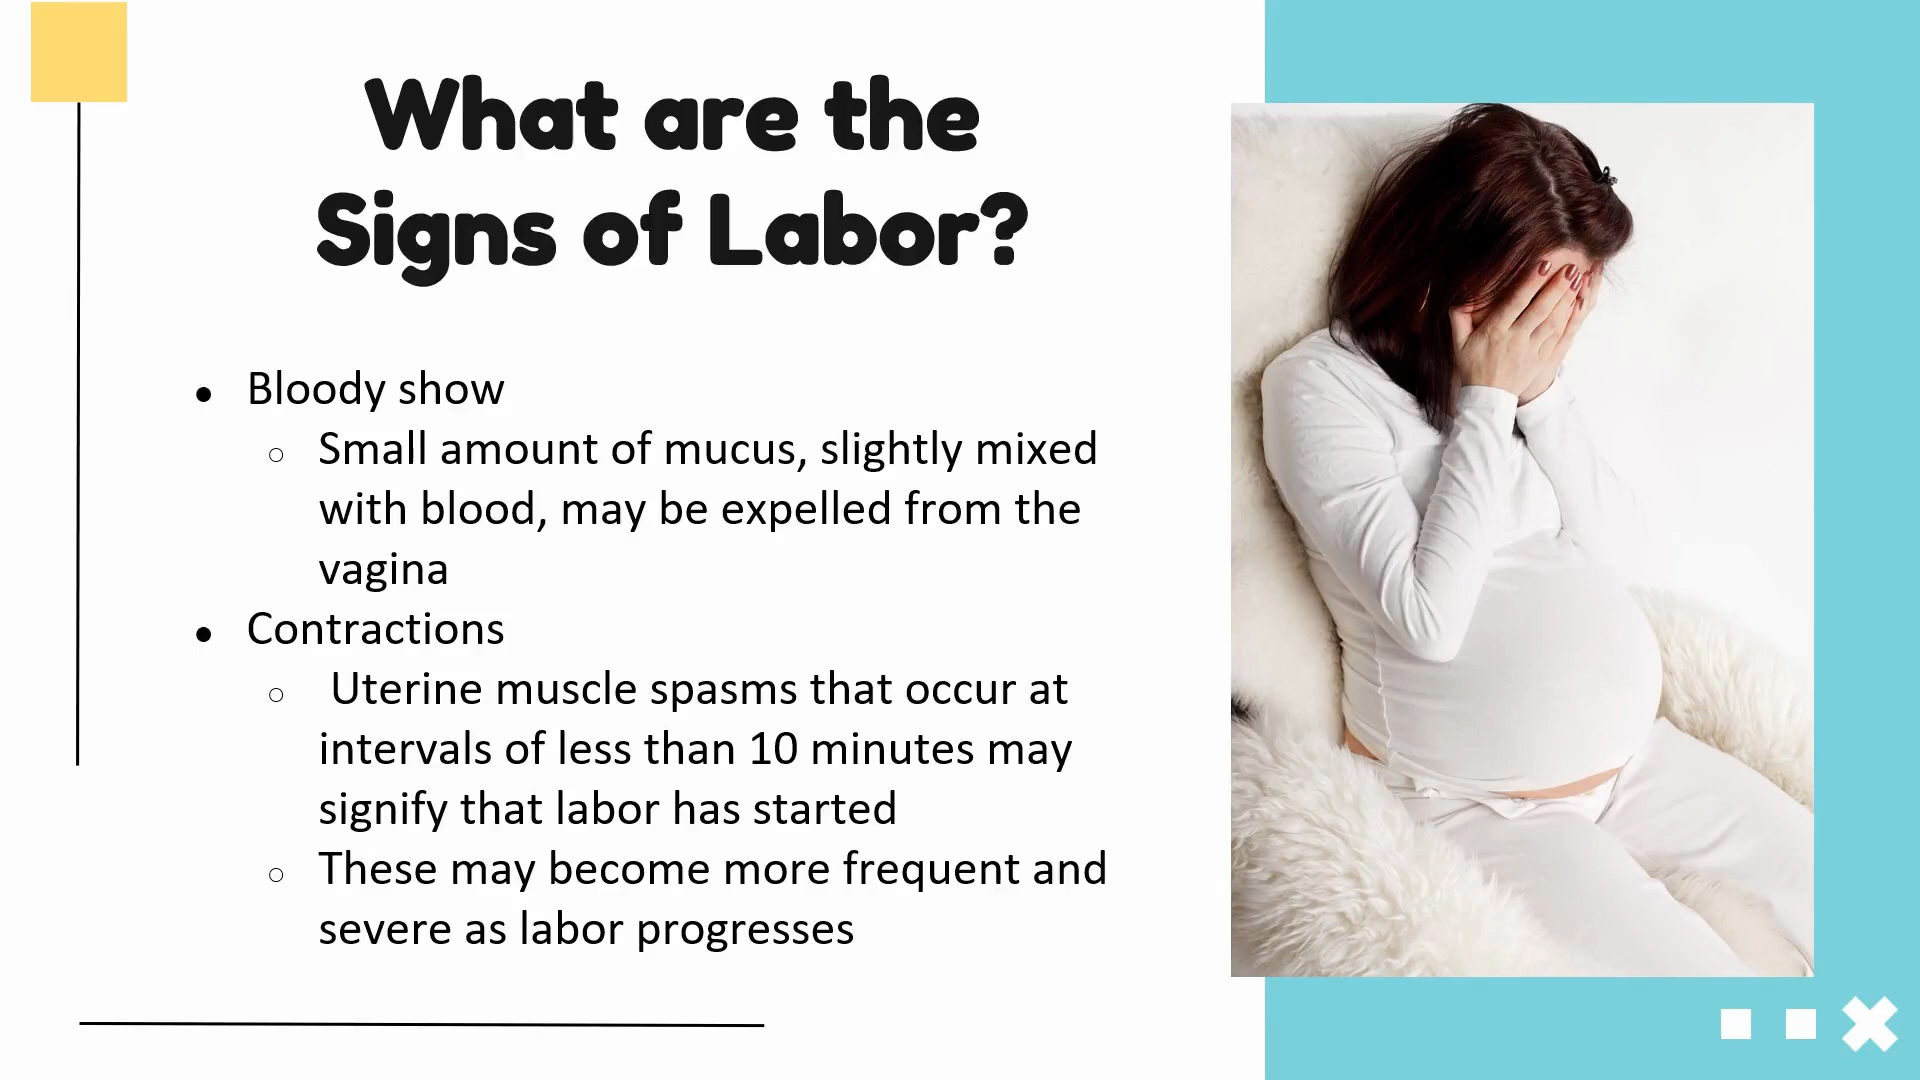 What are the
Signs of Labor?
● Bloody show
○ Small amount of mucus, slightly mixed
with blood, may be expelled from the
vagina
● Contractions
○ Uterine muscle spasms that occur at
intervals of less than 10 minutes may
signify that labor has started
○ These may become more frequent and
severe as labor progresses